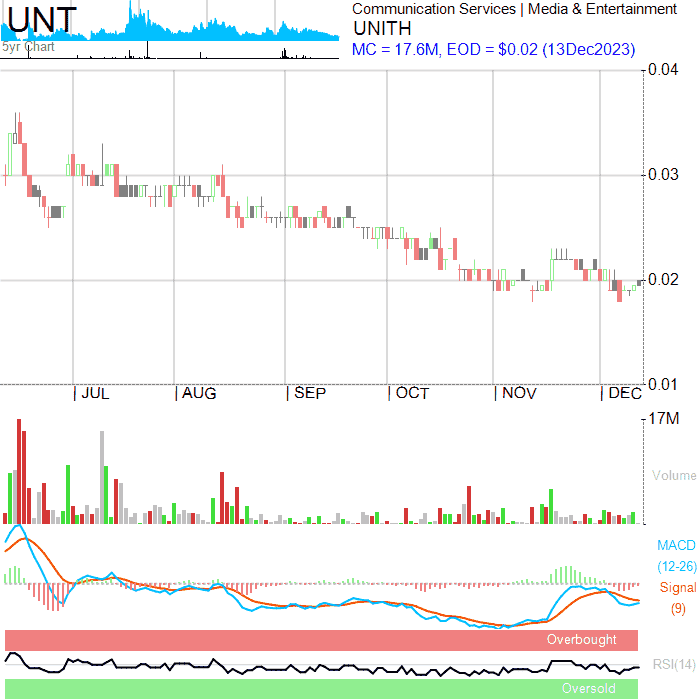 UNT
5yr Chart
Communication Services | Media & Entertainment
UNITH
MC = 17.6M, EOD = $0.02 (13Dec2023)
0.04
0.03
0.02
0.01
| JUL | AUG | SEP | OCT | NOV | DEC
17M
Volume
MACD
(12-26)
Signal
(9)
Overbought
RSI(14)
Oversold